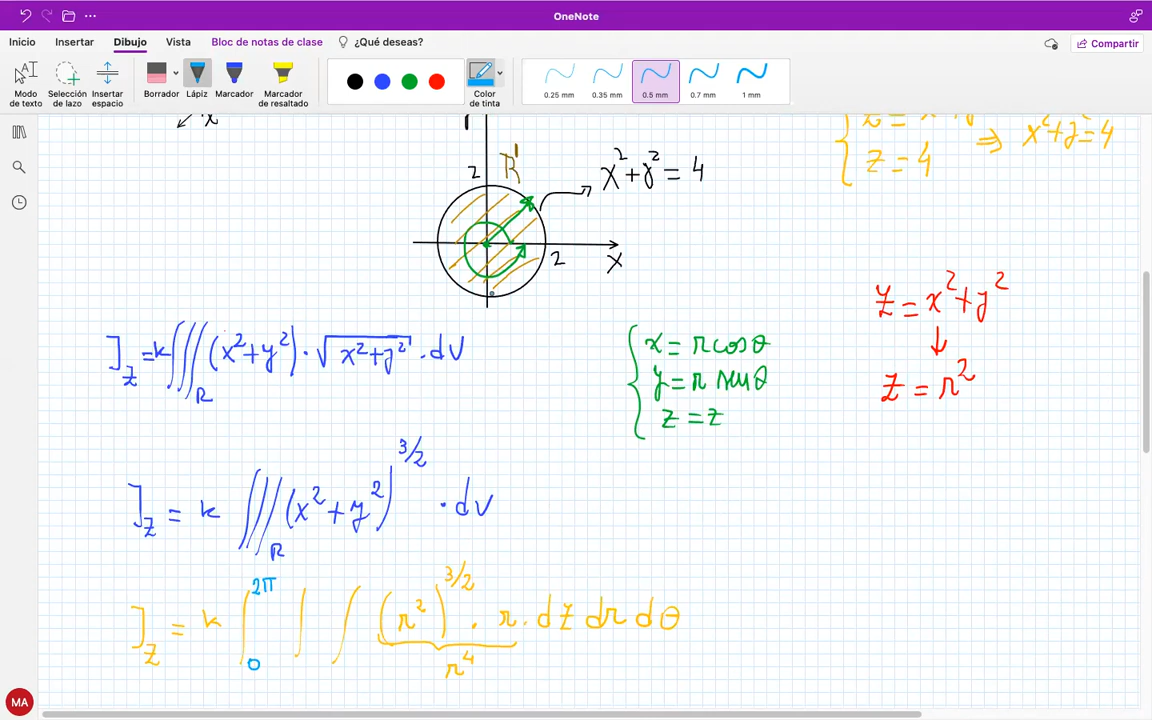 OneNote
Inicio Insertar Dibujo Vista Bloc de notas de clase ¿Qué deseas? Compartir
Modo de texto Selección de lazo Insertar espacio Borrador Lápiz Marcador Marcador de resaltado Color de tinta 0.25 mm 0.35 mm 0.5 mm 0.7 mm 1 mm
x
z = 4 ⇒ x²+y²=4
2 R' x²+y² = 4
2 x
z = x²+y²
↓
z = r²
I_z = k ∭_R (x²+y²) · √(x²+y²) · dV
x = r cos θ
y = r sen θ
z = z
I_z = k ∭_R (x²+y²)^3/2 · dV
I_z = k ∫_0^2π ∫ ∫ (r²)^3/2 · r · dz dr dθ
r⁴
MA